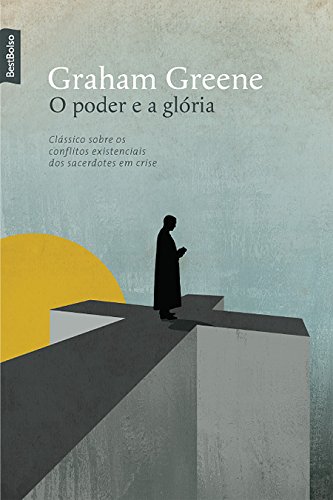 BestBolso
Graham Greene
O poder e a glória
Clássico sobre os
conflitos existenciais
dos sacerdotes em crise